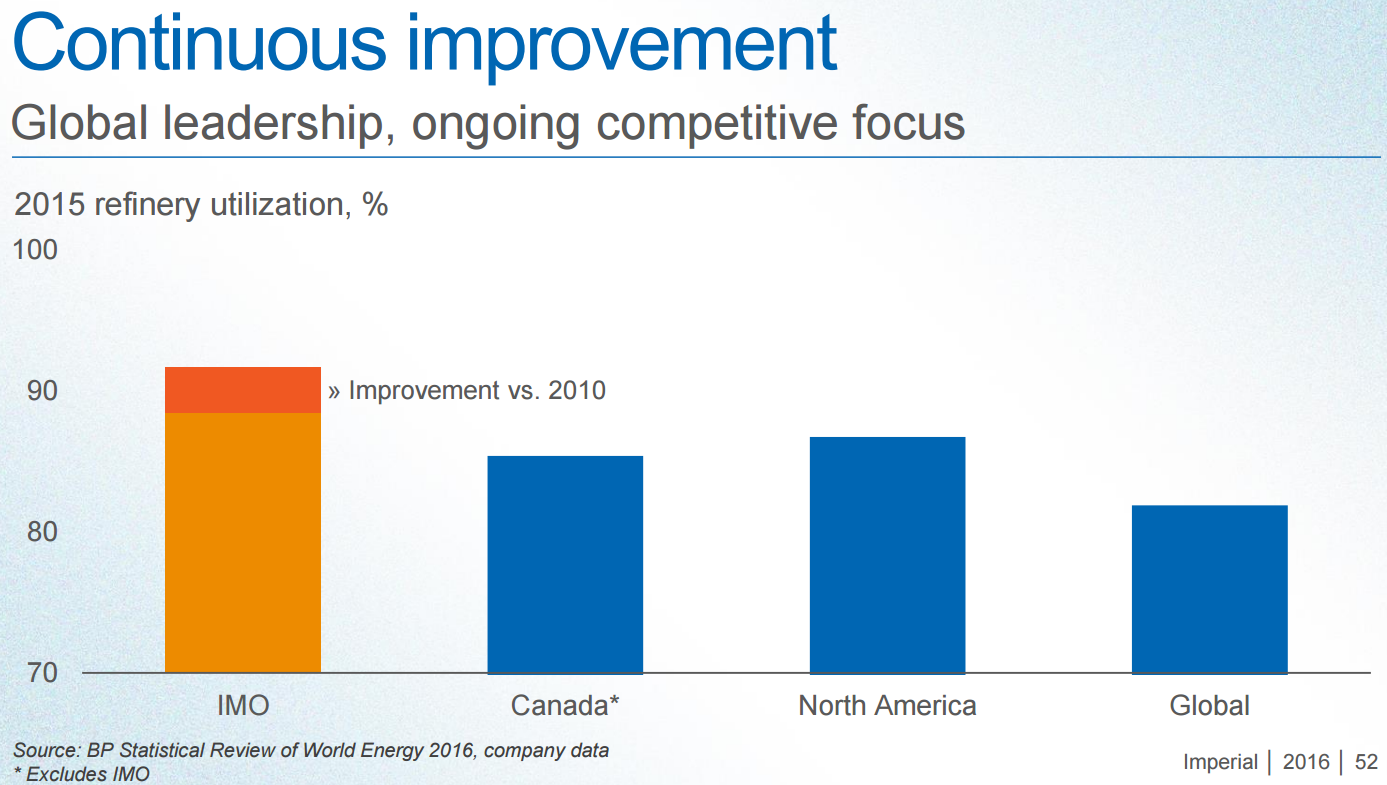 Continuous improvement
Global leadership, ongoing competitive focus
2015 refinery utilization, %
100
90
» Improvement vs. 2010
80
70
IMO
Canada*
North America
Global
Source: BP Statistical Review of World Energy 2016, company data
* Excludes IMO
Imperial | 2016 | 52